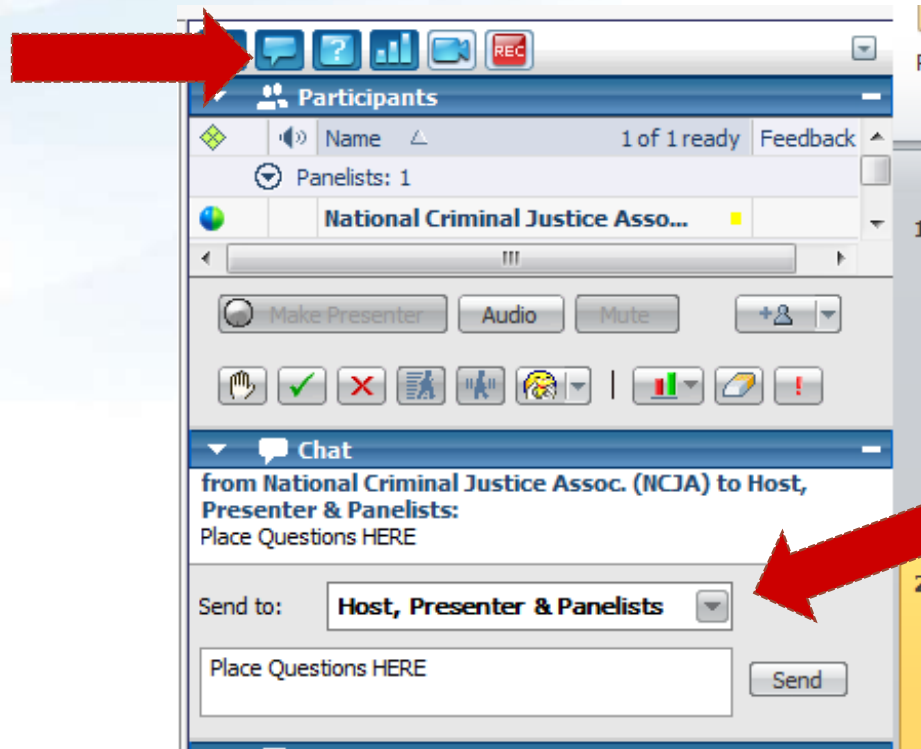 ? REC
Participants
Name 1 of 1 ready Feedback
Panelists: 1
National Criminal Justice Asso...
Make Presenter Audio Mute
Chat
from National Criminal Justice Assoc. (NCJA) to Host,
Presenter & Panelists:
Place Questions HERE
Send to: Host, Presenter & Panelists
Place Questions HERE Send